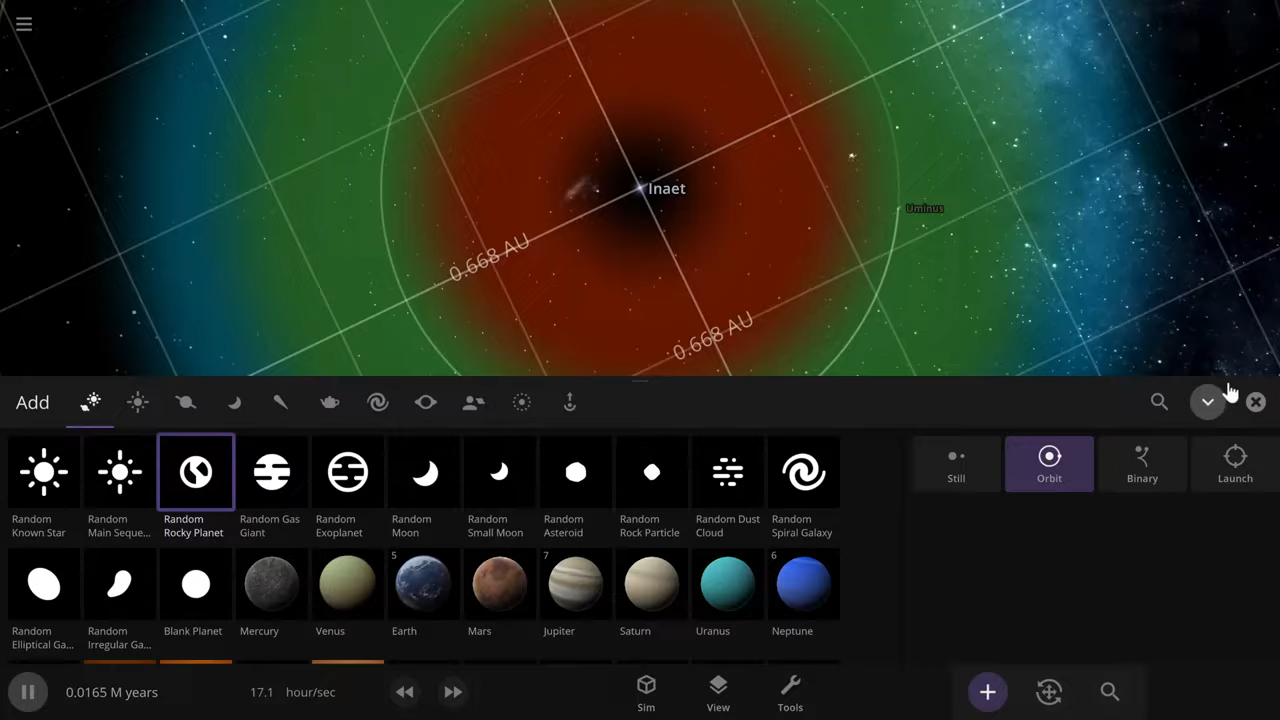 Inaet
Uminus
0.668 AU
0.668 AU
Add
Still
Orbit
Binary
Launch
Random
Known Star
Random
Main Seque...
Random
Rocky Planet
Random Gas
Giant
Random
Exoplanet
Random
Moon
Random
Small Moon
Random
Asteroid
Random
Rock Particle
Random Dust
Cloud
Random
Spiral Galaxy
5
7
6
Random
Elliptical Ga...
Random
Irregular Ga...
Blank Planet
Mercury
Venus
Earth
Mars
Jupiter
Saturn
Uranus
Neptune
0.0165 M years
17.1 hour/sec
Sim
View
Tools